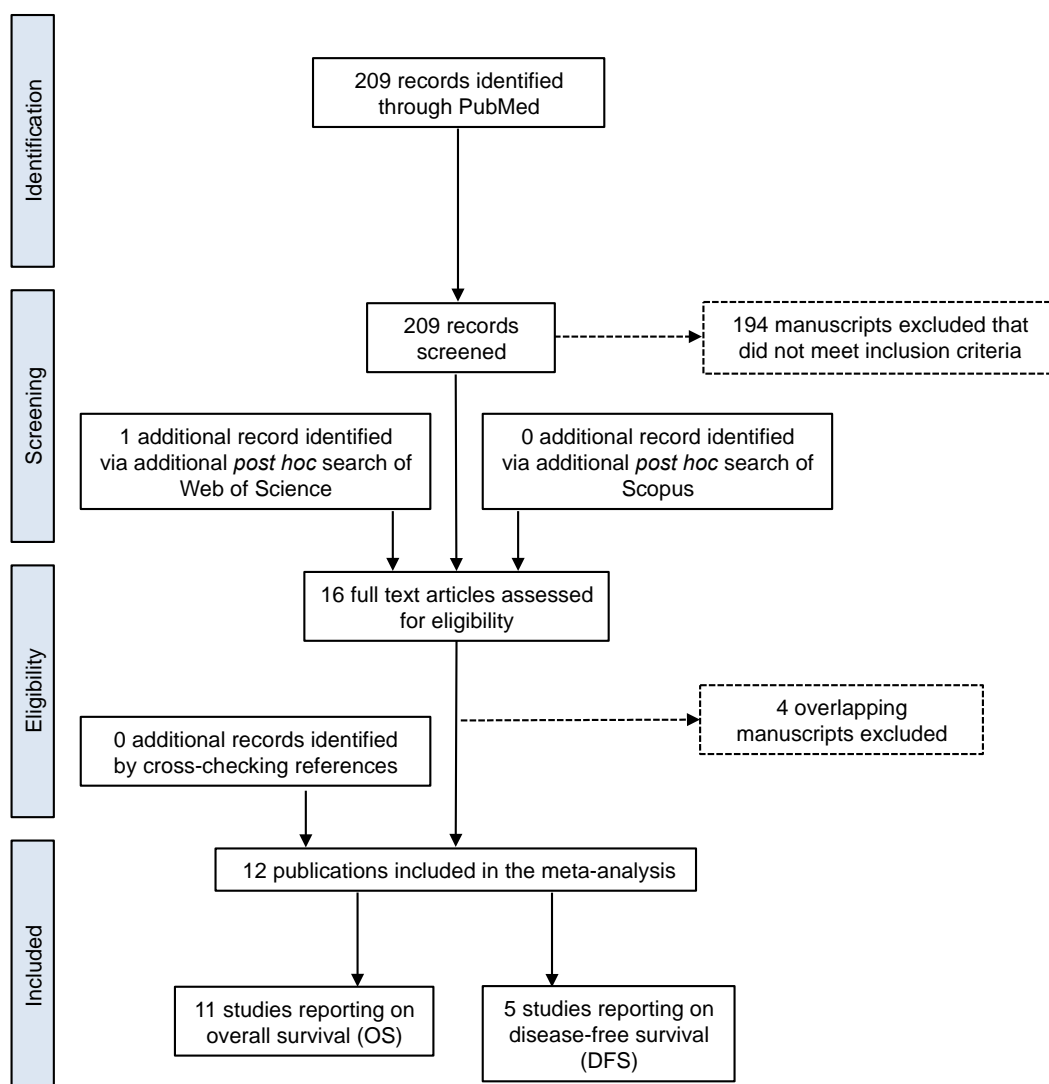 Identification
209 records identified
through PubMed
Screening
209 records
screened
194 manuscripts excluded that
did not meet inclusion criteria
1 additional record identified
via additional post hoc search of
Web of Science
0 additional record identified
via additional post hoc search of
Scopus
Eligibility
16 full text articles assessed
for eligibility
4 overlapping
manuscripts excluded
0 additional records identified
by cross-checking references
Included
12 publications included in the meta-analysis
11 studies reporting on
overall survival (OS)
5 studies reporting on
disease-free survival
(DFS)